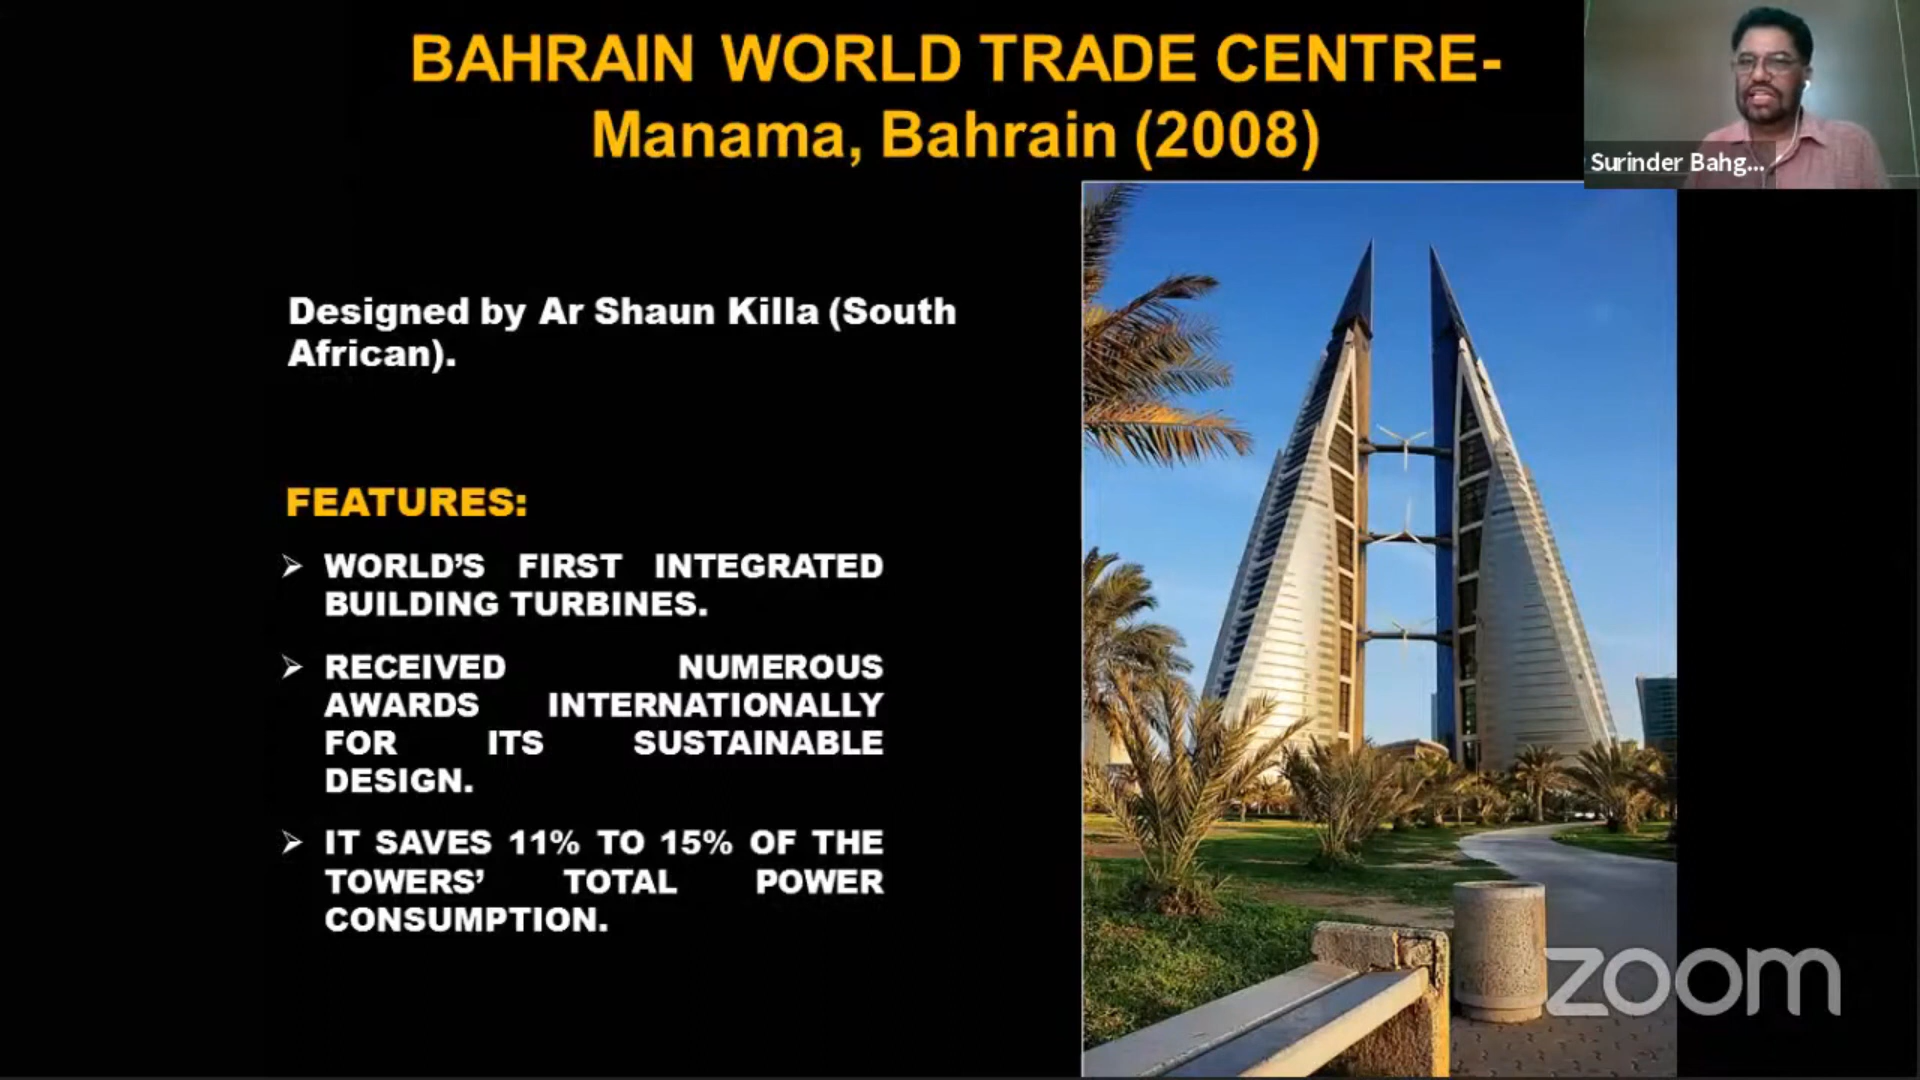 BAHRAIN WORLD TRADE CENTRE-
Manama, Bahrain (2008)
Surinder Bahg...
Designed by Ar Shaun Killa (South
African).
FEATURES:
➢ WORLD’S FIRST INTEGRATED
BUILDING TURBINES.
➢ RECEIVED NUMEROUS
AWARDS INTERNATIONALLY
FOR ITS SUSTAINABLE
DESIGN.
➢ IT SAVES 11% TO 15% OF THE
TOWERS’ TOTAL POWER
CONSUMPTION.
zoom